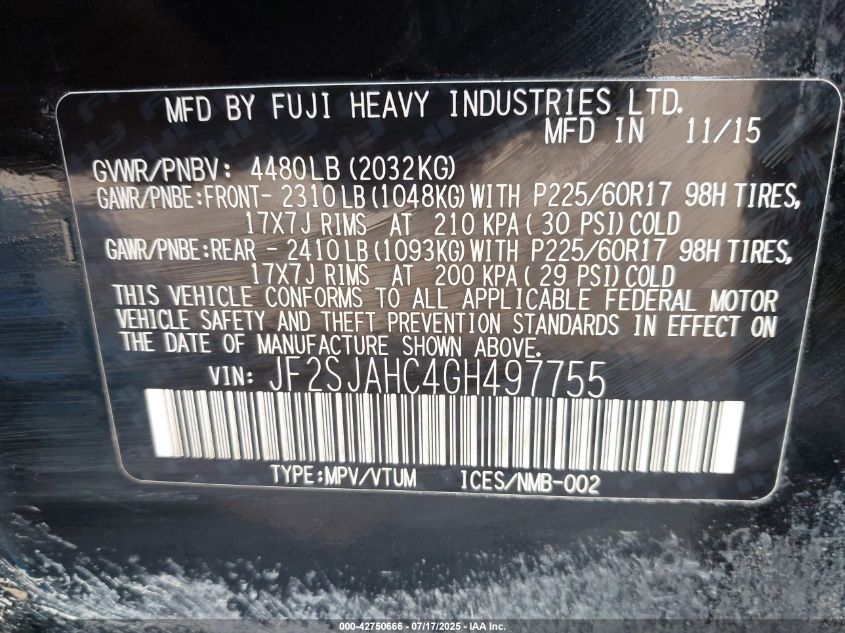 MFD BY FUJI HEAVY INDUSTRIES LTD.
MFD IN 11/15
GVWR/PNBV: 4480LB (2032KG)
GAWR/PNBE:FRONT- 2310 LB (1048KG) WITH P225/60R17 98H TIRES,
17X7J RIMS AT 210 KPA ( 30 PSI) COLD
GAWR/PNBE:REAR - 2410 LB (1093KG) WITH P225/60R17 98H TIRES,
17X7J RIMS AT 200 KPA ( 29 PSI) COLD
THIS VEHICLE CONFORMS TO ALL APPLICABLE FEDERAL MOTOR
VEHICLE SAFETY AND THEFT PREVENTION STANDARDS IN EFFECT ON
THE DATE OF MANUFACTURE SHOWN ABOVE.
VIN: JF2SJAHC4GH497755
TYPE:MPV/VTUM ICES/NMB-002
000-42750666 - 07/17/2025 - IAA Inc.